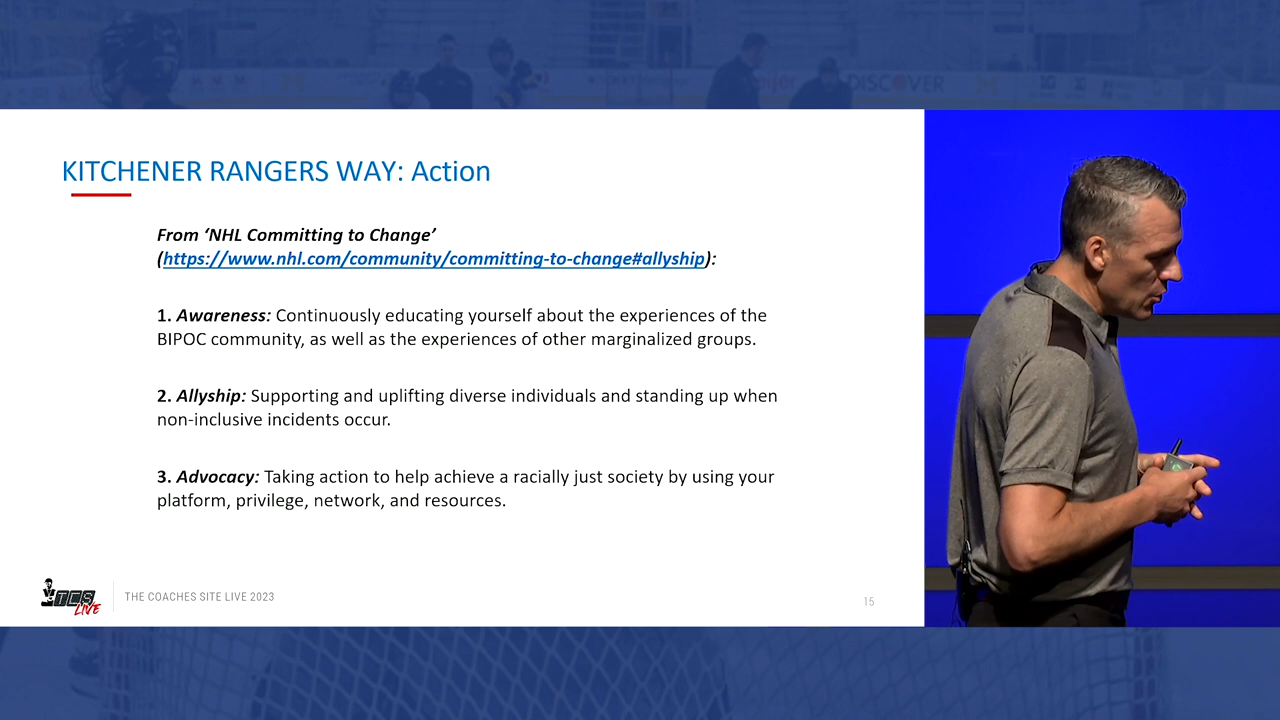 DISCOVER
KITCHENER RANGERS WAY: Action
From ‘NHL Committing to Change’
(https://www.nhl.com/community/committing-to-change#allyship):
1. Awareness: Continuously educating yourself about the experiences of the
BIPOC community, as well as the experiences of other marginalized groups.
2. Allyship: Supporting and uplifting diverse individuals and standing up when
non-inclusive incidents occur.
3. Advocacy: Taking action to help achieve a racially just society by using your
platform, privilege, network, and resources.
TCS
LIVE
THE COACHES SITE LIVE 2023
15